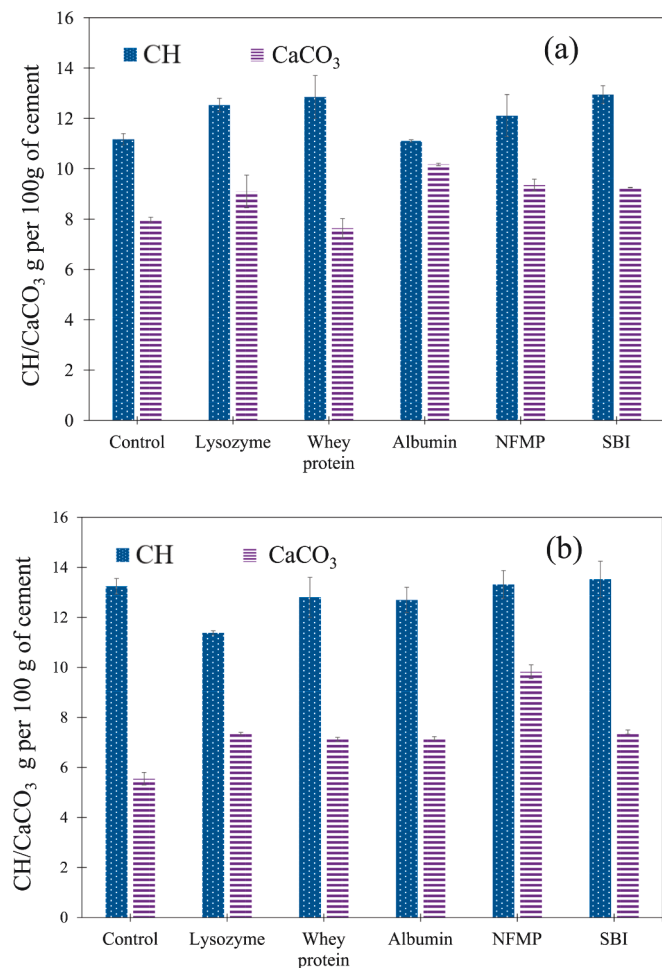 (a)
CH CaCO₃
CH/CaCO₃ g per 100g of cement
16
14
12
10
8
6
4
2
0
Control Lysozyme Whey protein Albumin NFMP SBI
(b)
CH CaCO₃
CH/CaCO₃ g per 100 g of cement
16
14
12
10
8
6
4
2
0
Control Lysozyme Whey protein Albumin NFMP SBI